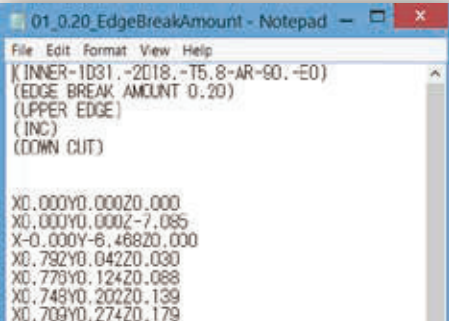 01_0.20_EdgeBreakAmount - Notepad
File Edit Format View Help
(INNER-1D31.-2D18.-T5.8-AR-90.-E0)
(EDGE BREAK AMOUNT 0.20)
(UPPER EDGE)
(INC)
(DOWN CUT)
X0.000Y0.000Z0.000
X0.000Y0.000Z-7.085
X-0.000Y-6.468Z0.000
X0.792Y0.042Z0.030
X0.776Y0.124Z0.088
X0.748Y0.202Z0.139
X0.709Y0.274Z0.179